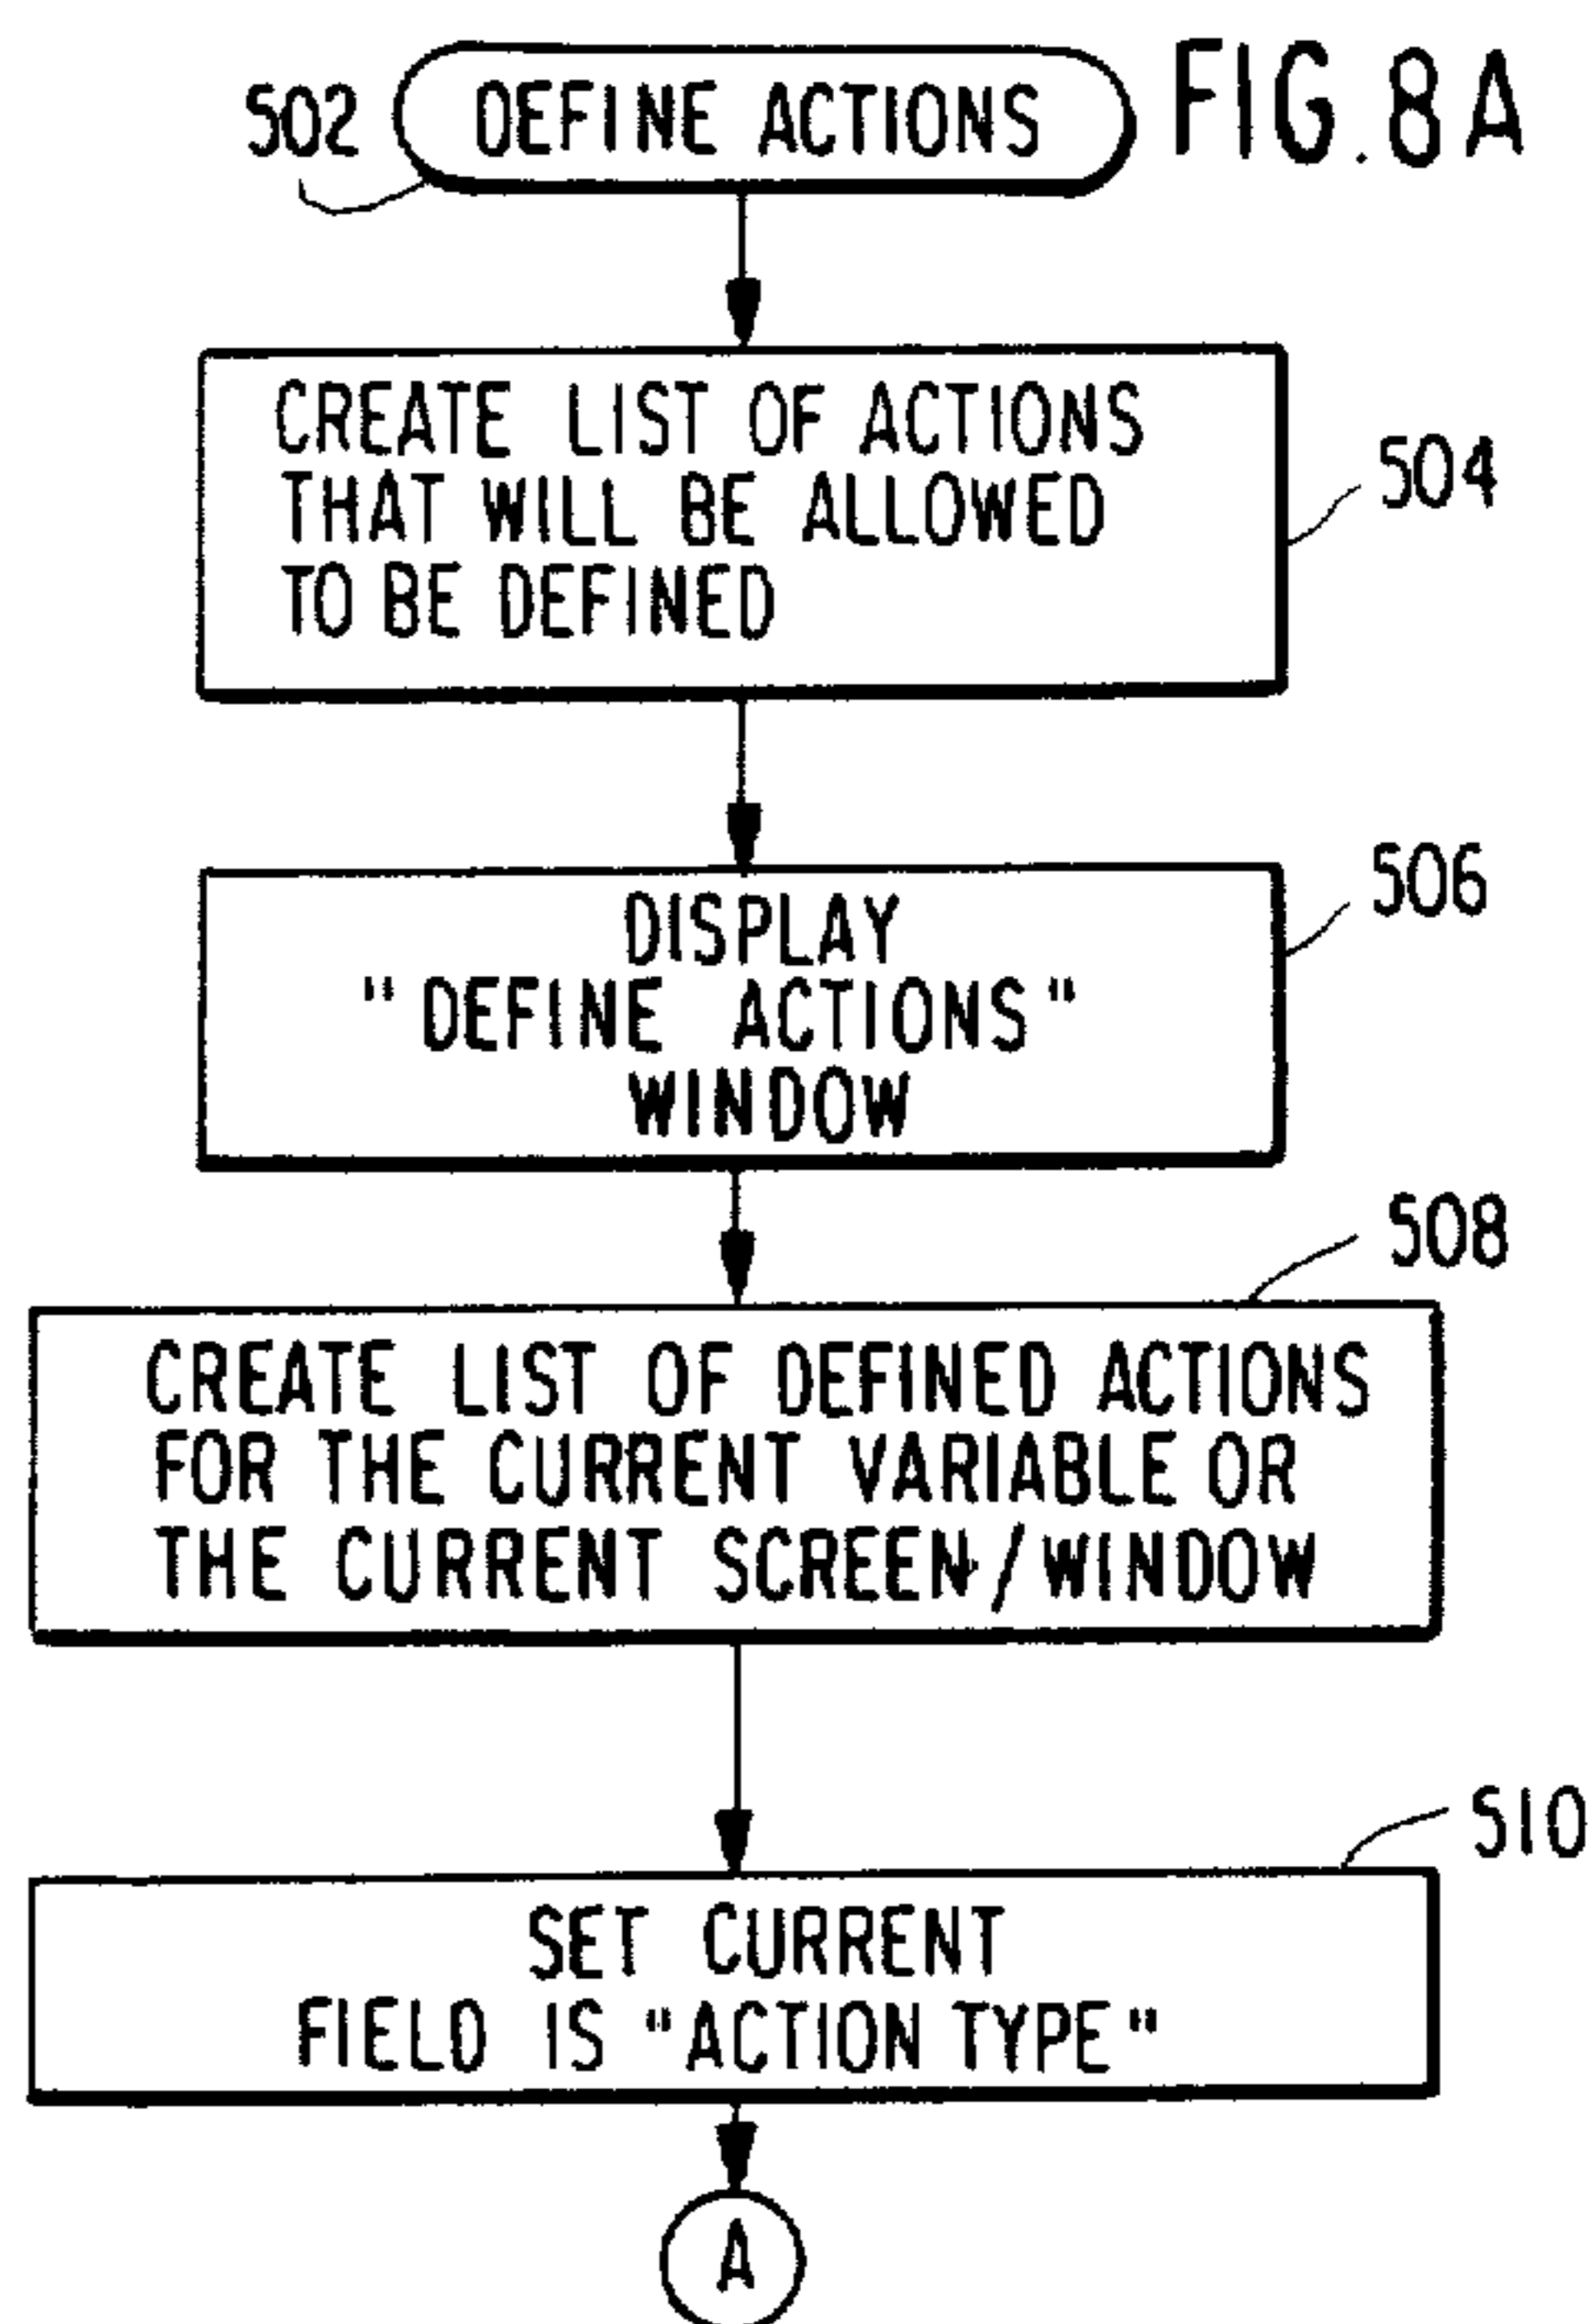 502
DEFINE ACTIONS
FIG. 8A
CREATE LIST OF ACTIONS
THAT WILL BE ALLOWED
TO BE DEFINED
504
506
DISPLAY
"DEFINE ACTIONS"
WINDOW
508
CREATE LIST OF DEFINED ACTIONS
FOR THE CURRENT VARIABLE OR
THE CURRENT SCREEN/WINDOW
510
SET CURRENT
FIELD IS "ACTION TYPE"
A